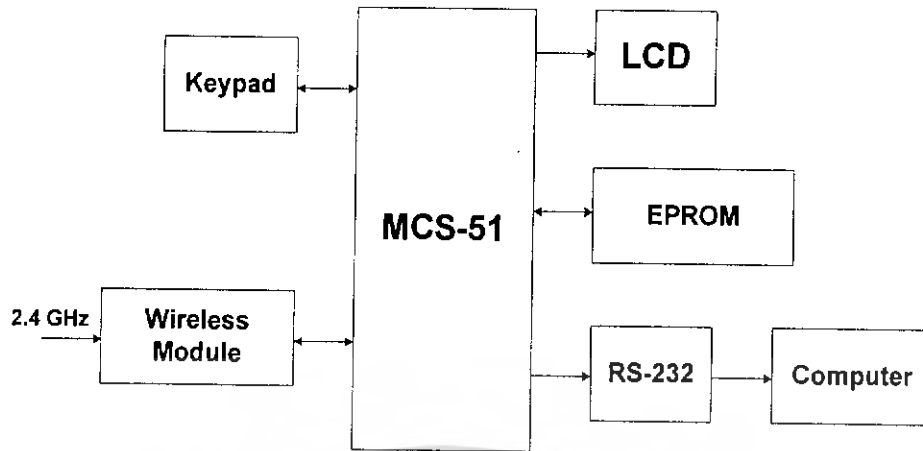 LCD
Keypad
MCS-51
EPROM
2.4 GHz
Wireless
Module
RS-232
Computer